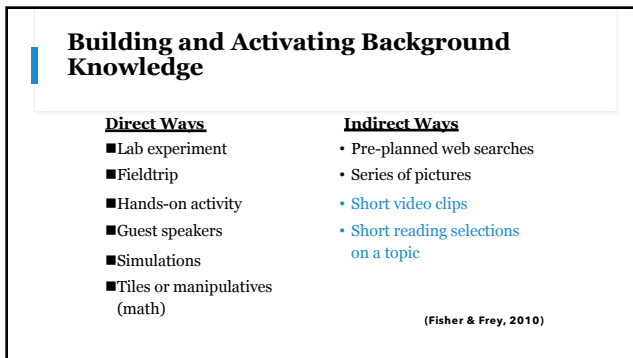 Building and Activating Background
Knowledge
Direct Ways
■Lab experiment
■Fieldtrip
■Hands-on activity
■Guest speakers
■Simulations
■Tiles or manipulatives
(math)
Indirect Ways
• Pre-planned web searches
• Series of pictures
• Short video clips
• Short reading selections
on a topic
(Fisher & Frey, 2010)